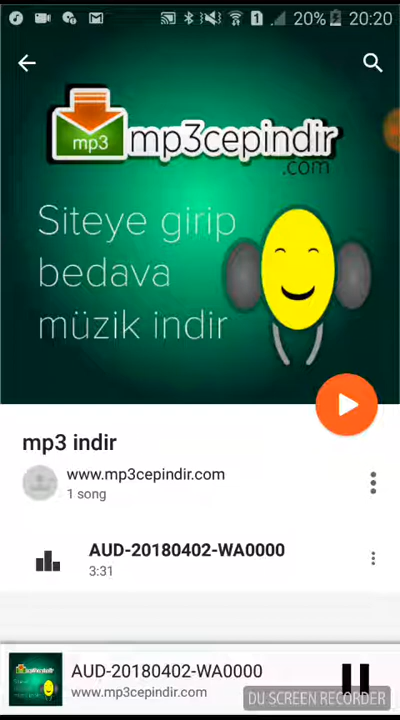 20% 20:20
mp3
mp3cepindir
.com
Siteye girip
bedava
müzik indir
mp3 indir
www.mp3cepindir.com
1 song
AUD-20180402-WA0000
3:31
AUD-20180402-WA0000
www.mp3cepindir.com
DU SCREEN RECORDER